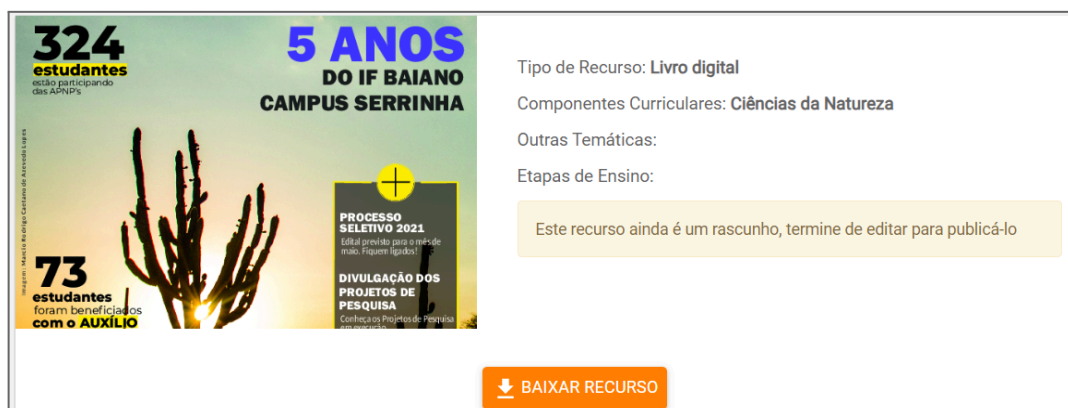 324
estudantes
estão participando
das APNP's
5 ANOS
DO IF BAIANO
CAMPUS SERRINHA
Imagem: Marcio Rodrigo Caetano de Azevedo Lopes
PROCESSO
SELETIVO 2021
Edital previsto para o mês de
maio. Fiquem ligados!
DIVULGAÇÃO DOS
PROJETOS DE
PESQUISA
Conheça os Projetos de Pesquisa
em execução
73
estudantes
foram beneficiados
com o AUXÍLIO
Tipo de Recurso: Livro digital
Componentes Curriculares: Ciências da Natureza
Outras Temáticas:
Etapas de Ensino:
Este recurso ainda é um rascunho, termine de editar para publicá-lo
BAIXAR RECURSO